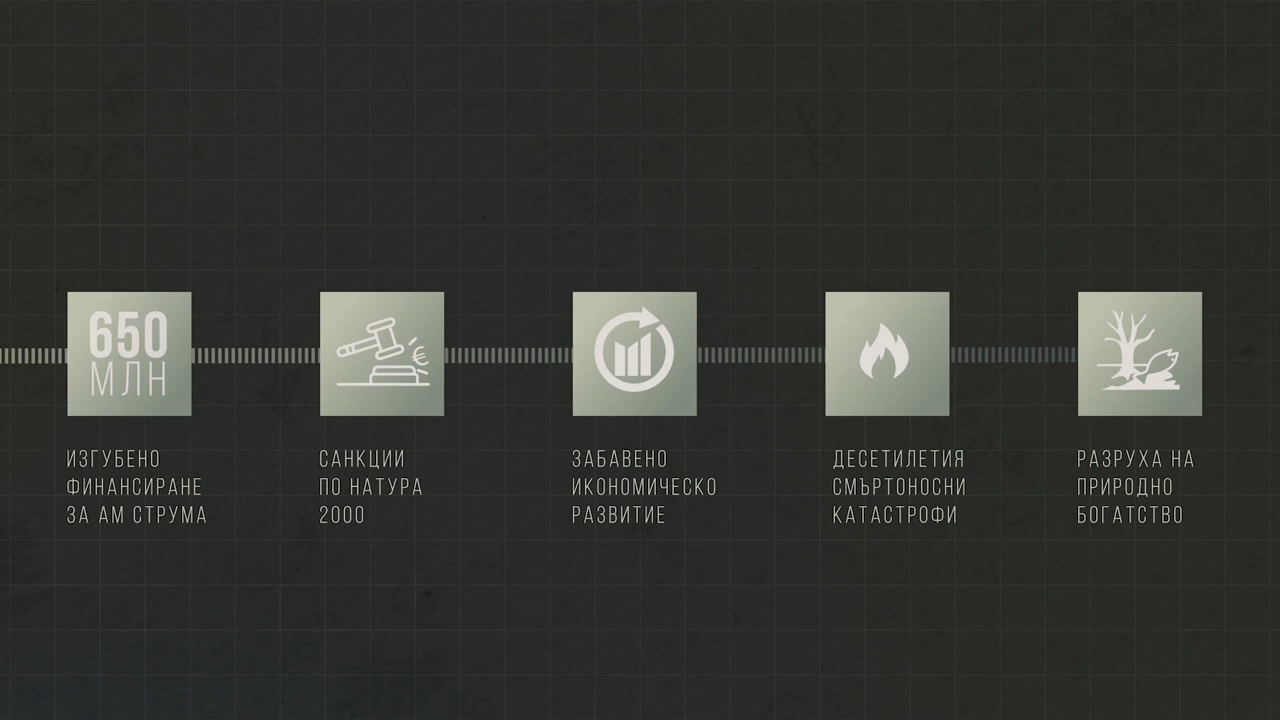 650
МЛН
ИЗГУБЕНО
ФИНАНСИРАНЕ
ЗА АМ СТРУМА
€
САНКЦИИ
ПО НАТУРА
2000
ЗАБАВЕНО
ИКОНОМИЧЕСКО
РАЗВИТИЕ
ДЕСЕТИЛЕТИЯ
СМЪРТОНОСНИ
КАТАСТРОФИ
РАЗРУХА НА
ПРИРОДНО
БОГАТСТВО